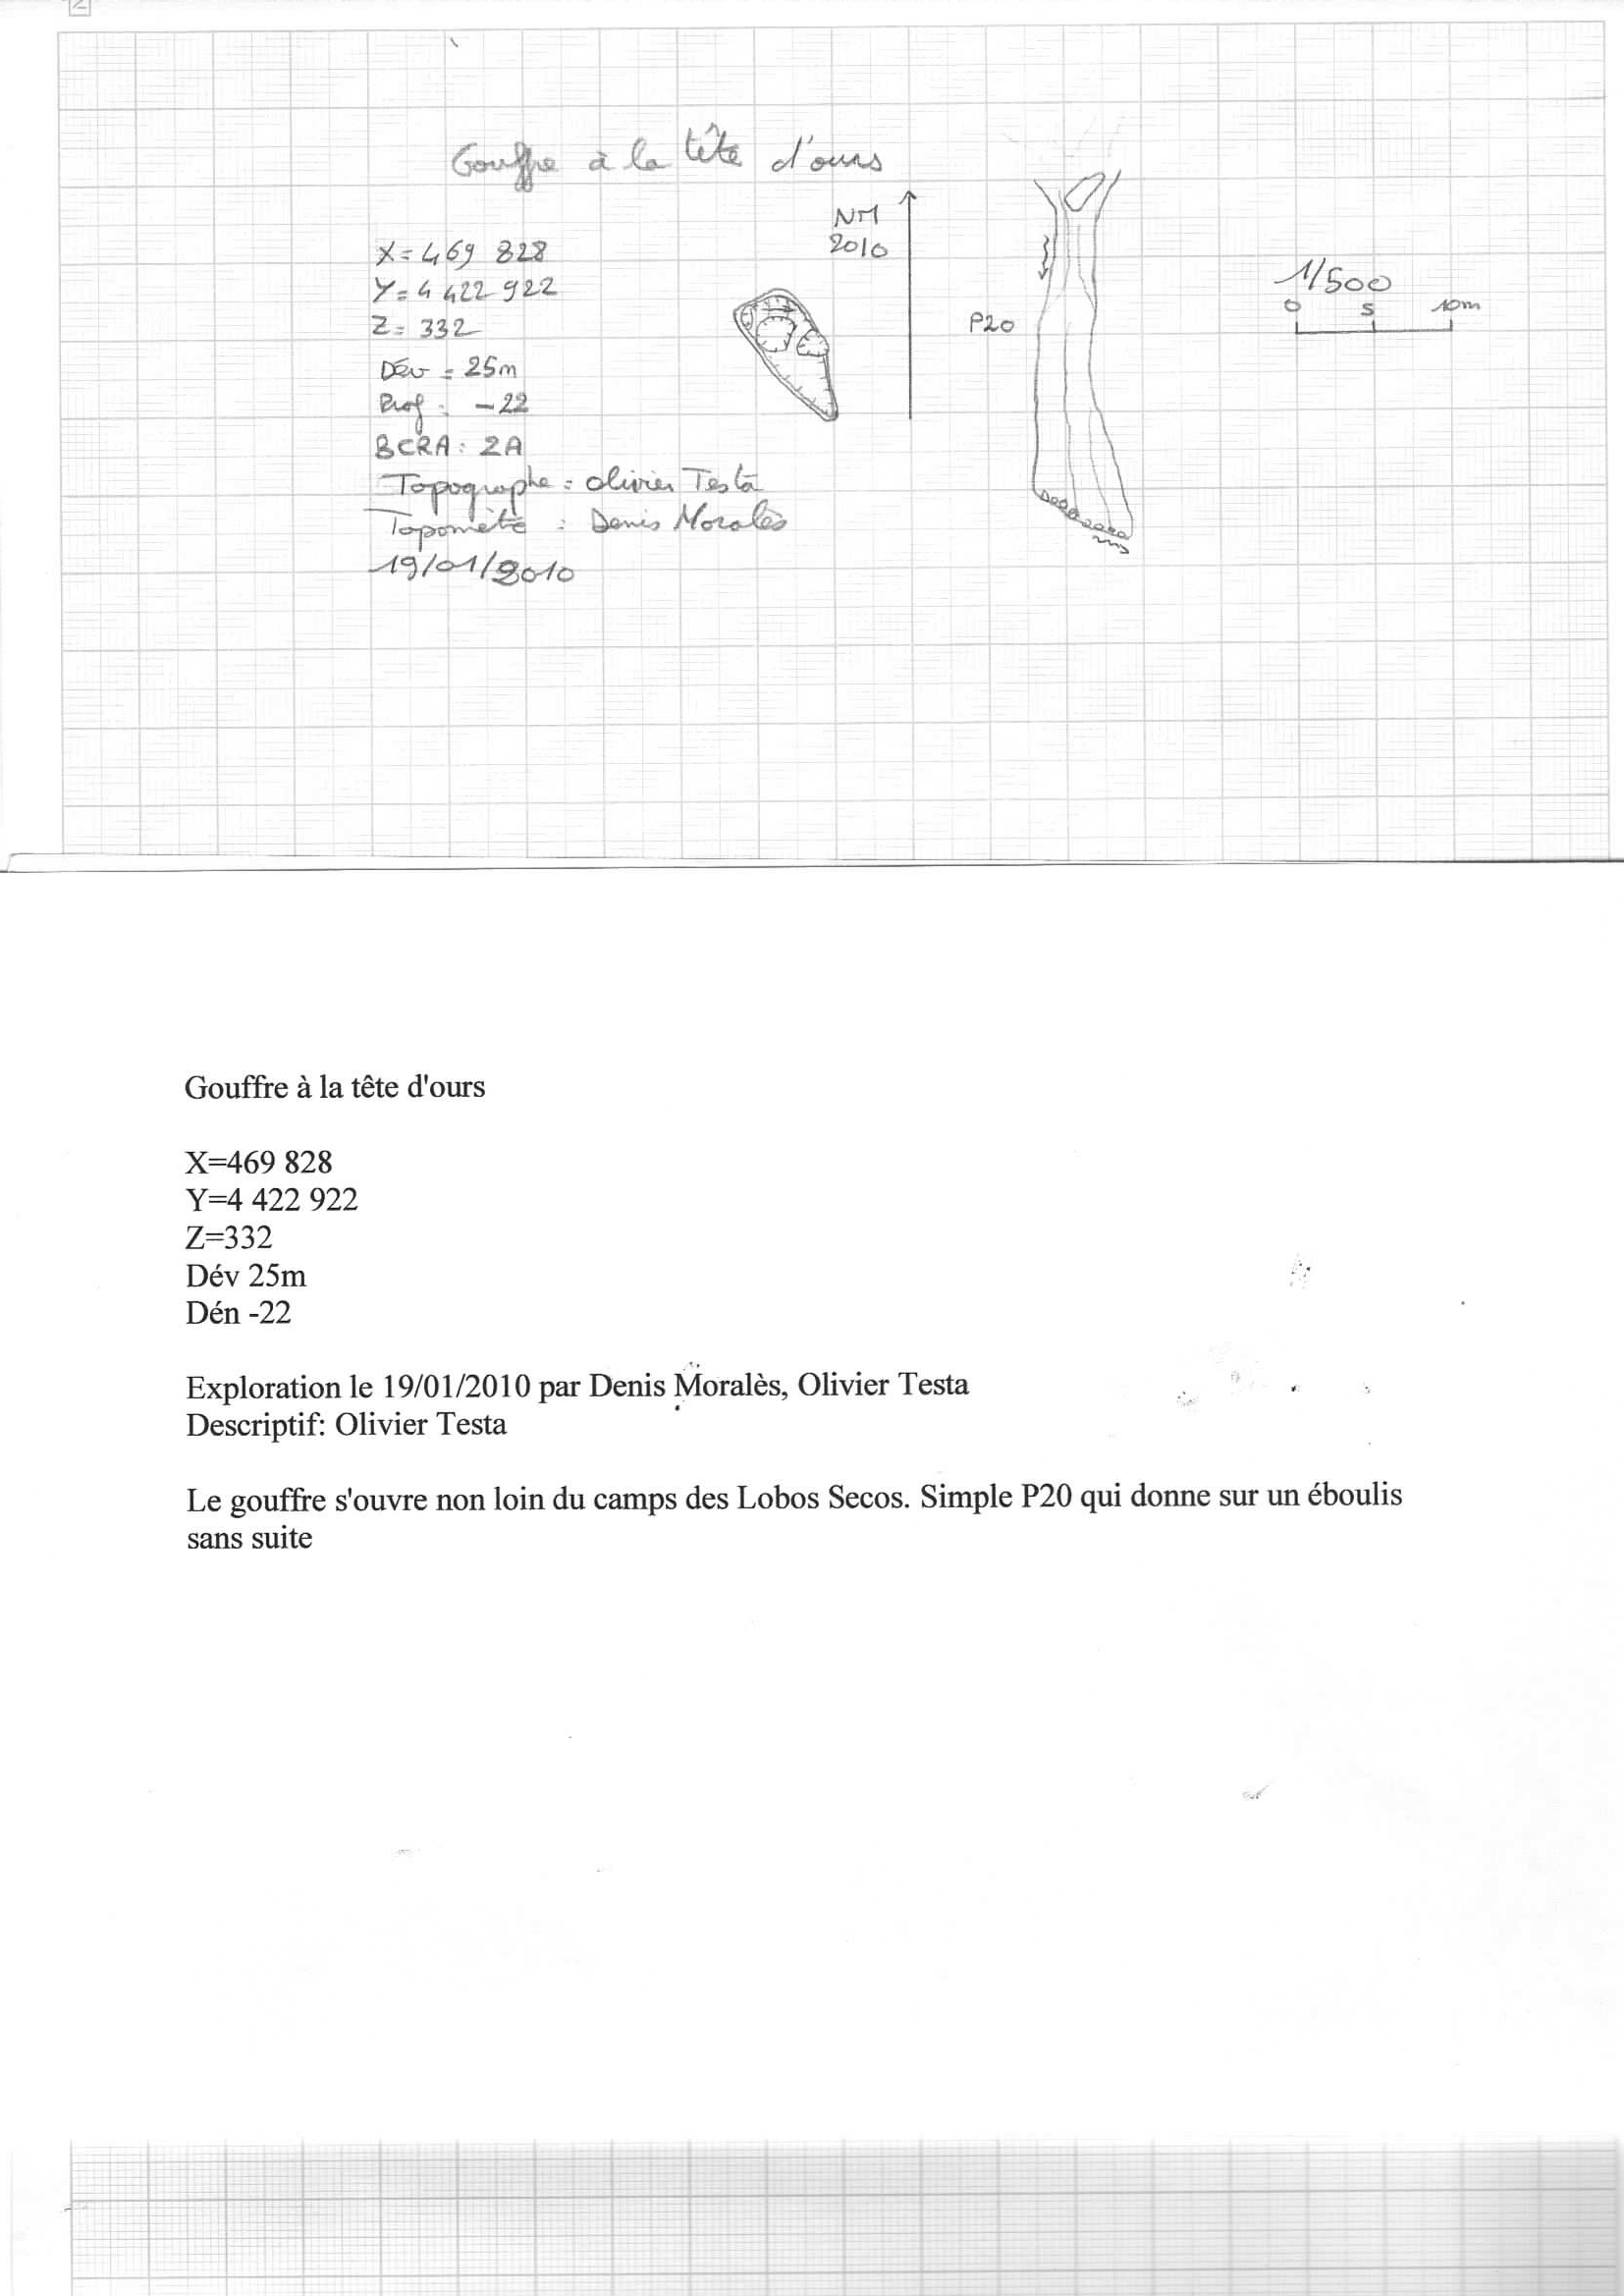 Gouffre à la tête d'ours
X=469 828
Y=4 422 922
Z=332
Dév=25m
Prof: -22
BCRA: 2A
Topographe: Olivier Testa
Topomètre: Denis Moralès
19/01/2010
NM
2010
P20
1/500
0 5 10m
Gouffre à la tête d'ours
X=469 828
Y=4 422 922
Z=332
Dév 25m
Dén -22
Exploration le 19/01/2010 par Denis Moralès, Olivier Testa
Descriptif: Olivier Testa
Le gouffre s'ouvre non loin du camps des Lobos Secos. Simple P20 qui donne sur un éboulis
sans suite